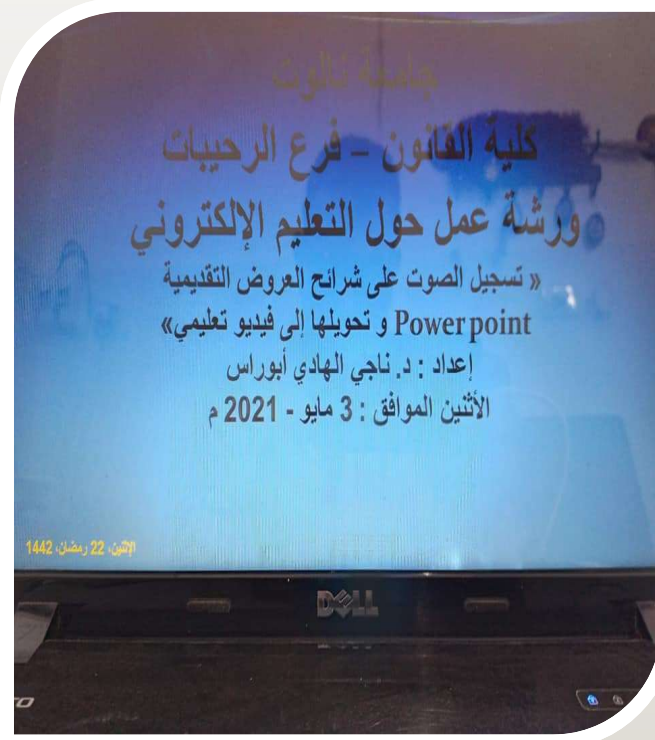 جامعة نالوت
كلية القانون – فرع الرحيبات
ورشة عمل حول التعليم الإلكتروني
« تسجيل الصوت على شرائح العروض التقديمية
Power point و تحويلها إلى فيديو تعليمي»
إعداد : د. ناجي الهادي أبوراس
الأثنين الموافق : 3 مايو - 2021 م
الإثنين، 22 رمضان، 1442
DELL